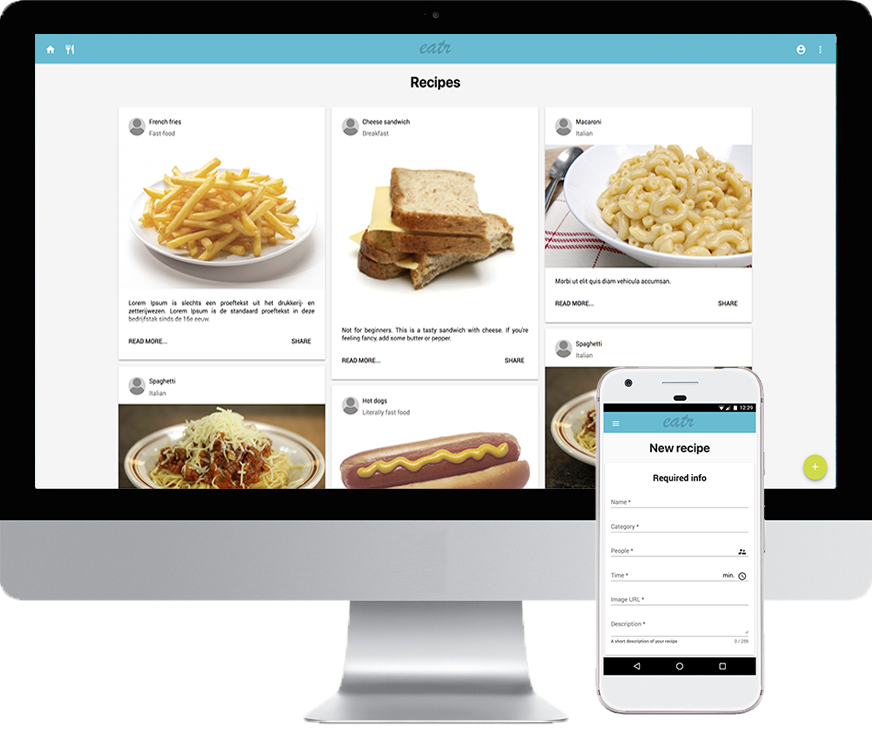 eatr
Recipes
French fries
Fast food
Lorem Ipsum is slechts een proeftekst uit het drukkerij- en
zetterijwezen. Lorem Ipsum is de standaard proeftekst in deze
bedrijfstak sinds de 16e eeuw.
READ MORE...
SHARE
Spaghetti
Italian
Cheese sandwich
Breakfast
Not for beginners. This is a tasty sandwich with cheese. If you're
feeling fancy, add some butter or pepper.
READ MORE...
SHARE
Hot dogs
Literally fast food
Macaroni
Italian
Morbi ut elit quis diam vehicula accumsan.
READ MORE...
SHARE
Spaghetti
Italian
+
12:29
eatr
New recipe
Required info
Name *
Category *
People *
Time *
min.
Image URL *
Description *
A short description of your recipe
0 / 255